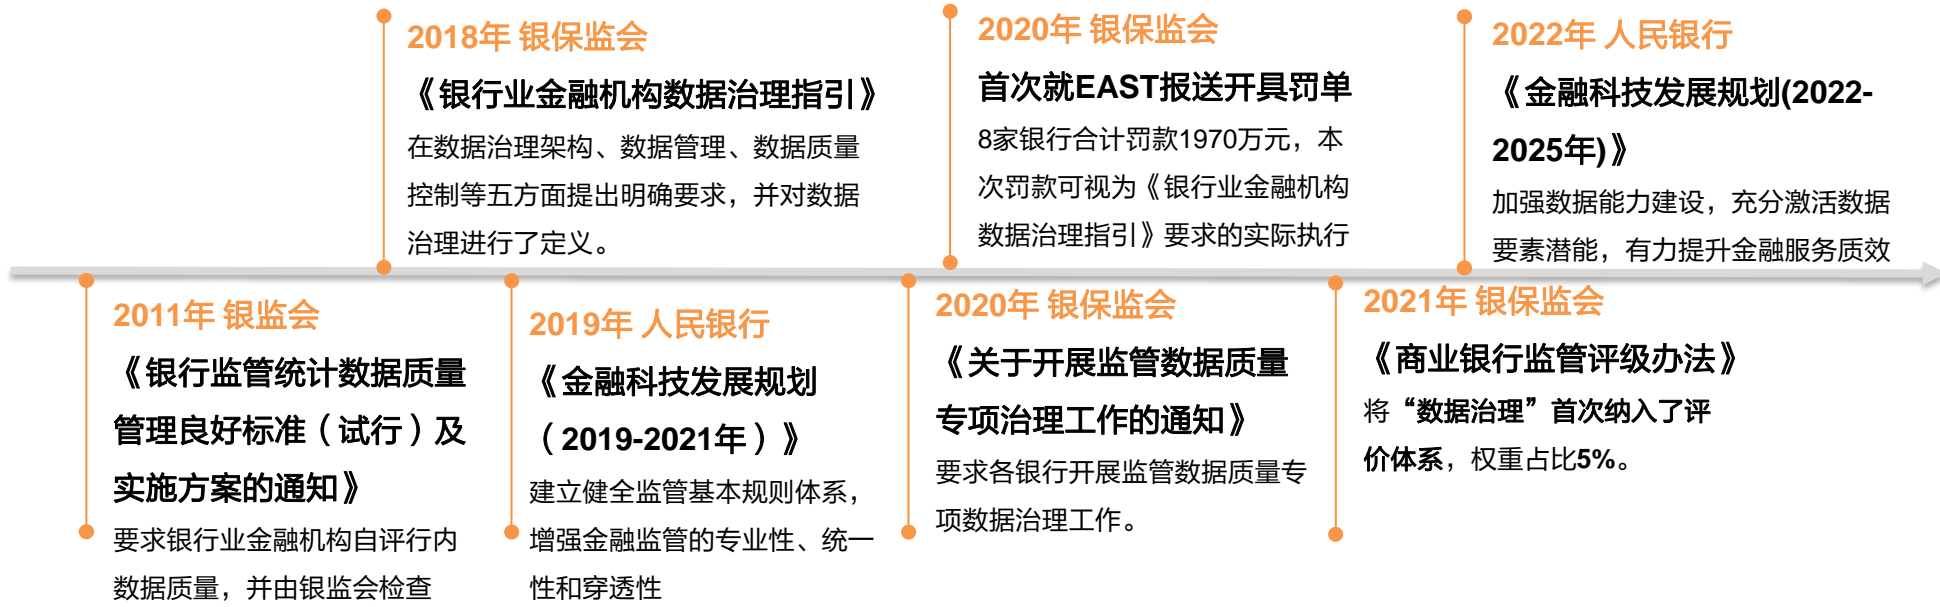 2018年 银保监会
《银行业金融机构数据治理指引》
在数据治理架构、数据管理、数据质量
控制等五方面提出明确要求，并对数据
治理进行了定义。
2020年 银保监会
首次就EAST报送开具罚单
8家银行合计罚款1970万元，本
次罚款可视为《银行业金融机构
数据治理指引》要求的实际执行
2022年 人民银行
《金融科技发展规划(2022-
2025年)》
加强数据能力建设，充分激活数据
要素潜能，有力提升金融服务质效
2011年 银监会
《银行监管统计数据质量
管理良好标准（试行）及
实施方案的通知》
要求银行业金融机构自评行内
数据质量，并由银监会检查
2019年 人民银行
《金融科技发展规划
（2019-2021年）》
建立健全监管基本规则体系，
增强金融监管的专业性、统一
性和穿透性
2020年 银保监会
《关于开展监管数据质量
专项治理工作的通知》
要求各银行开展监管数据质量专
项数据治理工作。
2021年 银保监会
《商业银行监管评级办法》
将“数据治理”首次纳入了评
价体系，权重占比5%。